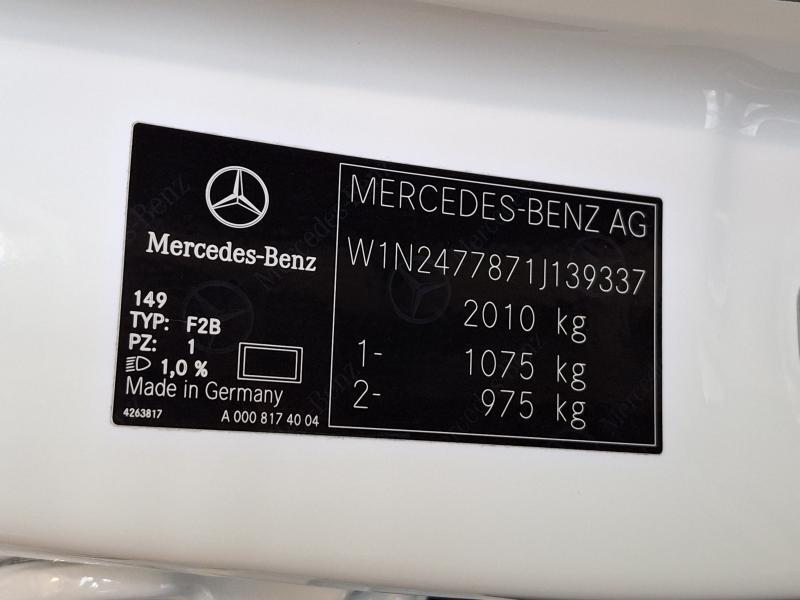 Mercedes-Benz
149
TYP: F2B
PZ: 1
1,0 %
Made in Germany
4263817 A 000 817 40 04
MERCEDES-BENZ AG
W1N2477871J139337
2010 kg
1- 1075 kg
2- 975 kg